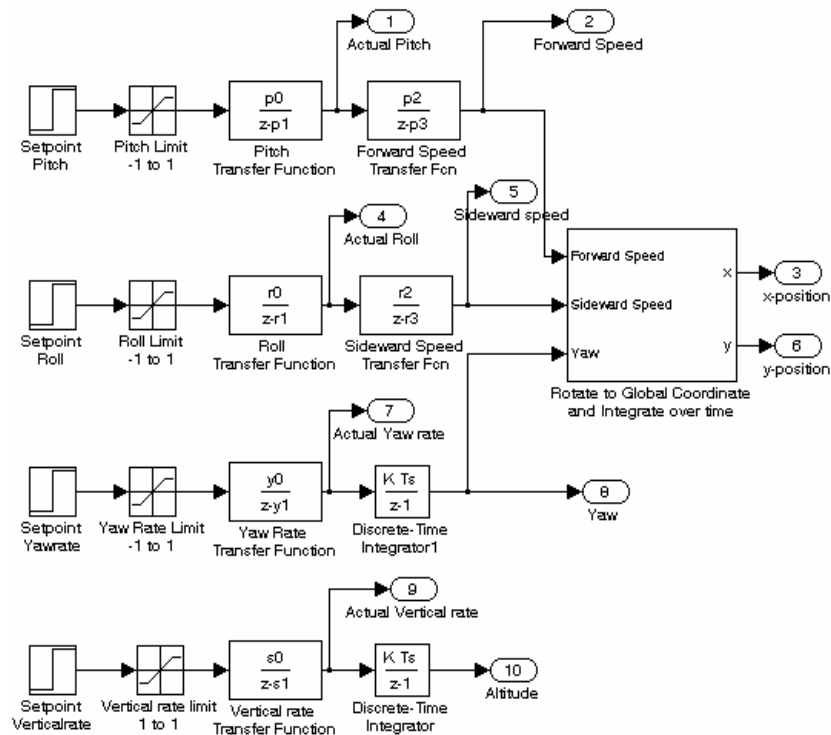 1
Actual Pitch
2
Forward Speed
Setpoint
Pitch
Pitch Limit
-1 to 1
p0
z-p1
Pitch
Transfer Function
p2
z-p3
Forward Speed
Transfer Fcn
5
Sideward speed
4
Actual Roll
Setpoint
Roll
Roll Limit
-1 to 1
r0
z-r1
Roll
Transfer Function
r2
z-r3
Sideward Speed
Transfer Fcn
Forward Speed
Sideward Speed
Yaw
x
y
Rotate to Global Coordinate
and Integrate over time
3
x-position
6
y-position
7
Actual Yaw rate
Setpoint
Yawrate
Yaw Rate Limit
-1 to 1
y0
z-y1
Yaw Rate
Transfer Function
K Ts
z-1
Discrete-Time
Integrator1
8
Yaw
9
Actual Vertical rate
Setpoint
Verticalrate
Vertical rate limit
1 to 1
s0
z-s1
Vertical rate
Transfer Function
K Ts
z-1
Discrete-Time
Integrator
10
Altitude